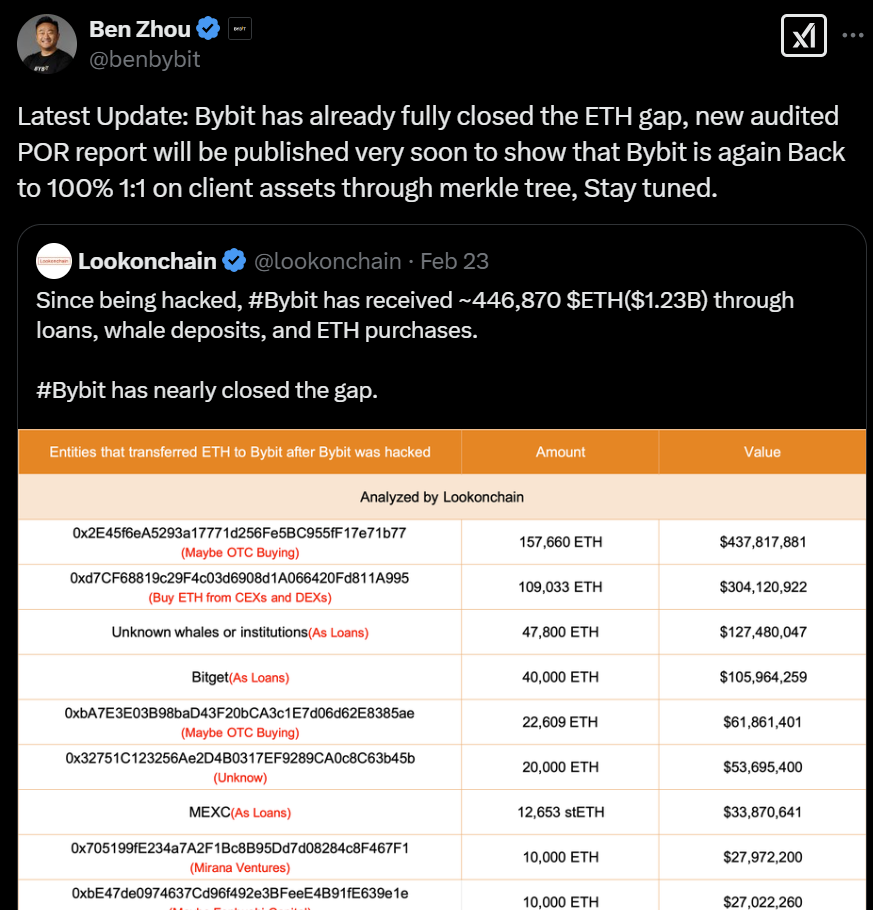 Ben Zhou
@benbybit
Latest Update: Bybit has already fully closed the ETH gap, new audited
POR report will be published very soon to show that Bybit is again Back
to 100% 1:1 on client assets through merkle tree, Stay tuned.
Lookonchain @lookonchain · Feb 23
Since being hacked, #Bybit has received ~446,870 $ETH($1.23B) through
loans, whale deposits, and ETH purchases.
#Bybit has nearly closed the gap.
Entities that transferred ETH to Bybit after Bybit was hacked Amount Value
Analyzed by Lookonchain
0x2E45f6eA5293a17771d256Fe5BC955fF17e71b77
(Maybe OTC Buying) 157,660 ETH $437,817,881
0xd7CF68819c29F4c03d6908d1A066420Fd811A995
(Buy ETH from CEXs and DEXs) 109,033 ETH $304,120,922
Unknown whales or institutions(As Loans) 47,800 ETH $127,480,047
Bitget(As Loans) 40,000 ETH $105,964,259
0xbA7E3E03B98baD43F20bCA3c1E7d06d62E8385ae
(Maybe OTC Buying) 22,609 ETH $61,861,401
0x32751C123256Ae2D4B0317EF9289CA0c8C63b45b
(Unknow) 20,000 ETH $53,695,400
MEXC(As Loans) 12,653 stETH $33,870,641
0x705199fE234a7A2F1Bc8B95Dd7d08284c8F467F1
(Mirana Ventures) 10,000 ETH $27,972,200
0xbE47de0974637Cd96f492e3BFeeE4B91fE639e1e
10,000 ETH $27,022,260